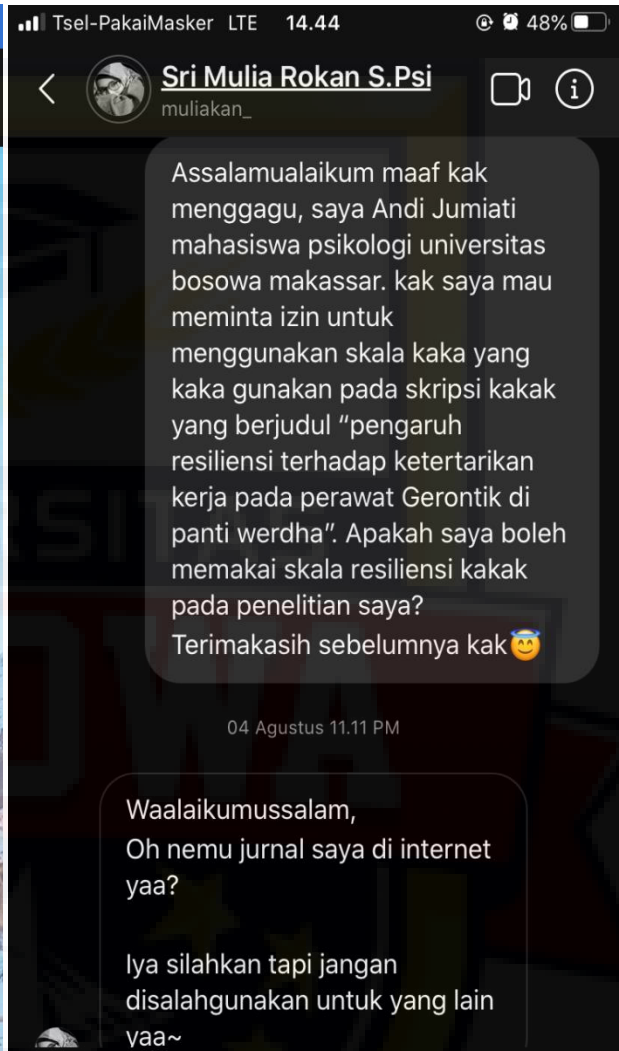 Tsel-PakaiMasker LTE 14.44 48%
Sri Mulia Rokan S.Psi
muliakan_
Assalamualaikum maaf kak
menggagu, saya Andi Jumiati
mahasiswa psikologi universitas
bosowa makassar. kak saya mau
meminta izin untuk
menggunakan skala kaka yang
kaka gunakan pada skripsi kakak
yang berjudul “pengaruh
resiliensi terhadap ketertarikan
kerja pada perawat Gerontik di
panti werdha”. Apakah saya boleh
memakai skala resiliensi kakak
pada penelitian saya?
Terimakasih sebelumnya kak😇
04 Agustus 11.11 PM
Waalaikumussalam,
Oh nemu jurnal saya di internet
yaa?
Iya silahkan tapi jangan
disalahgunakan untuk yang lain
yaa~